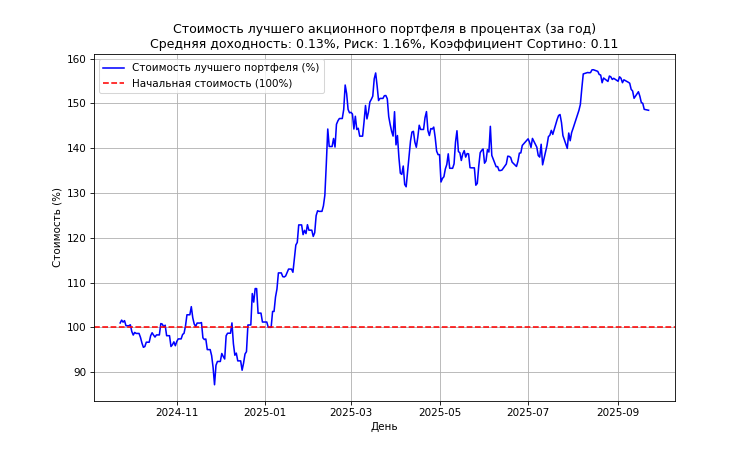 Стоимость лучшего акционного портфеля в процентах (за год)
Средняя доходность: 0.13%, Риск: 1.16%, Коэффициент Сортино: 0.11
Стоимость лучшего портфеля (%)
Начальная стоимость (100%)
Стоимость (%)
160
150
140
130
120
110
100
90
2024-11
2025-01
2025-03
2025-05
2025-07
2025-09
День